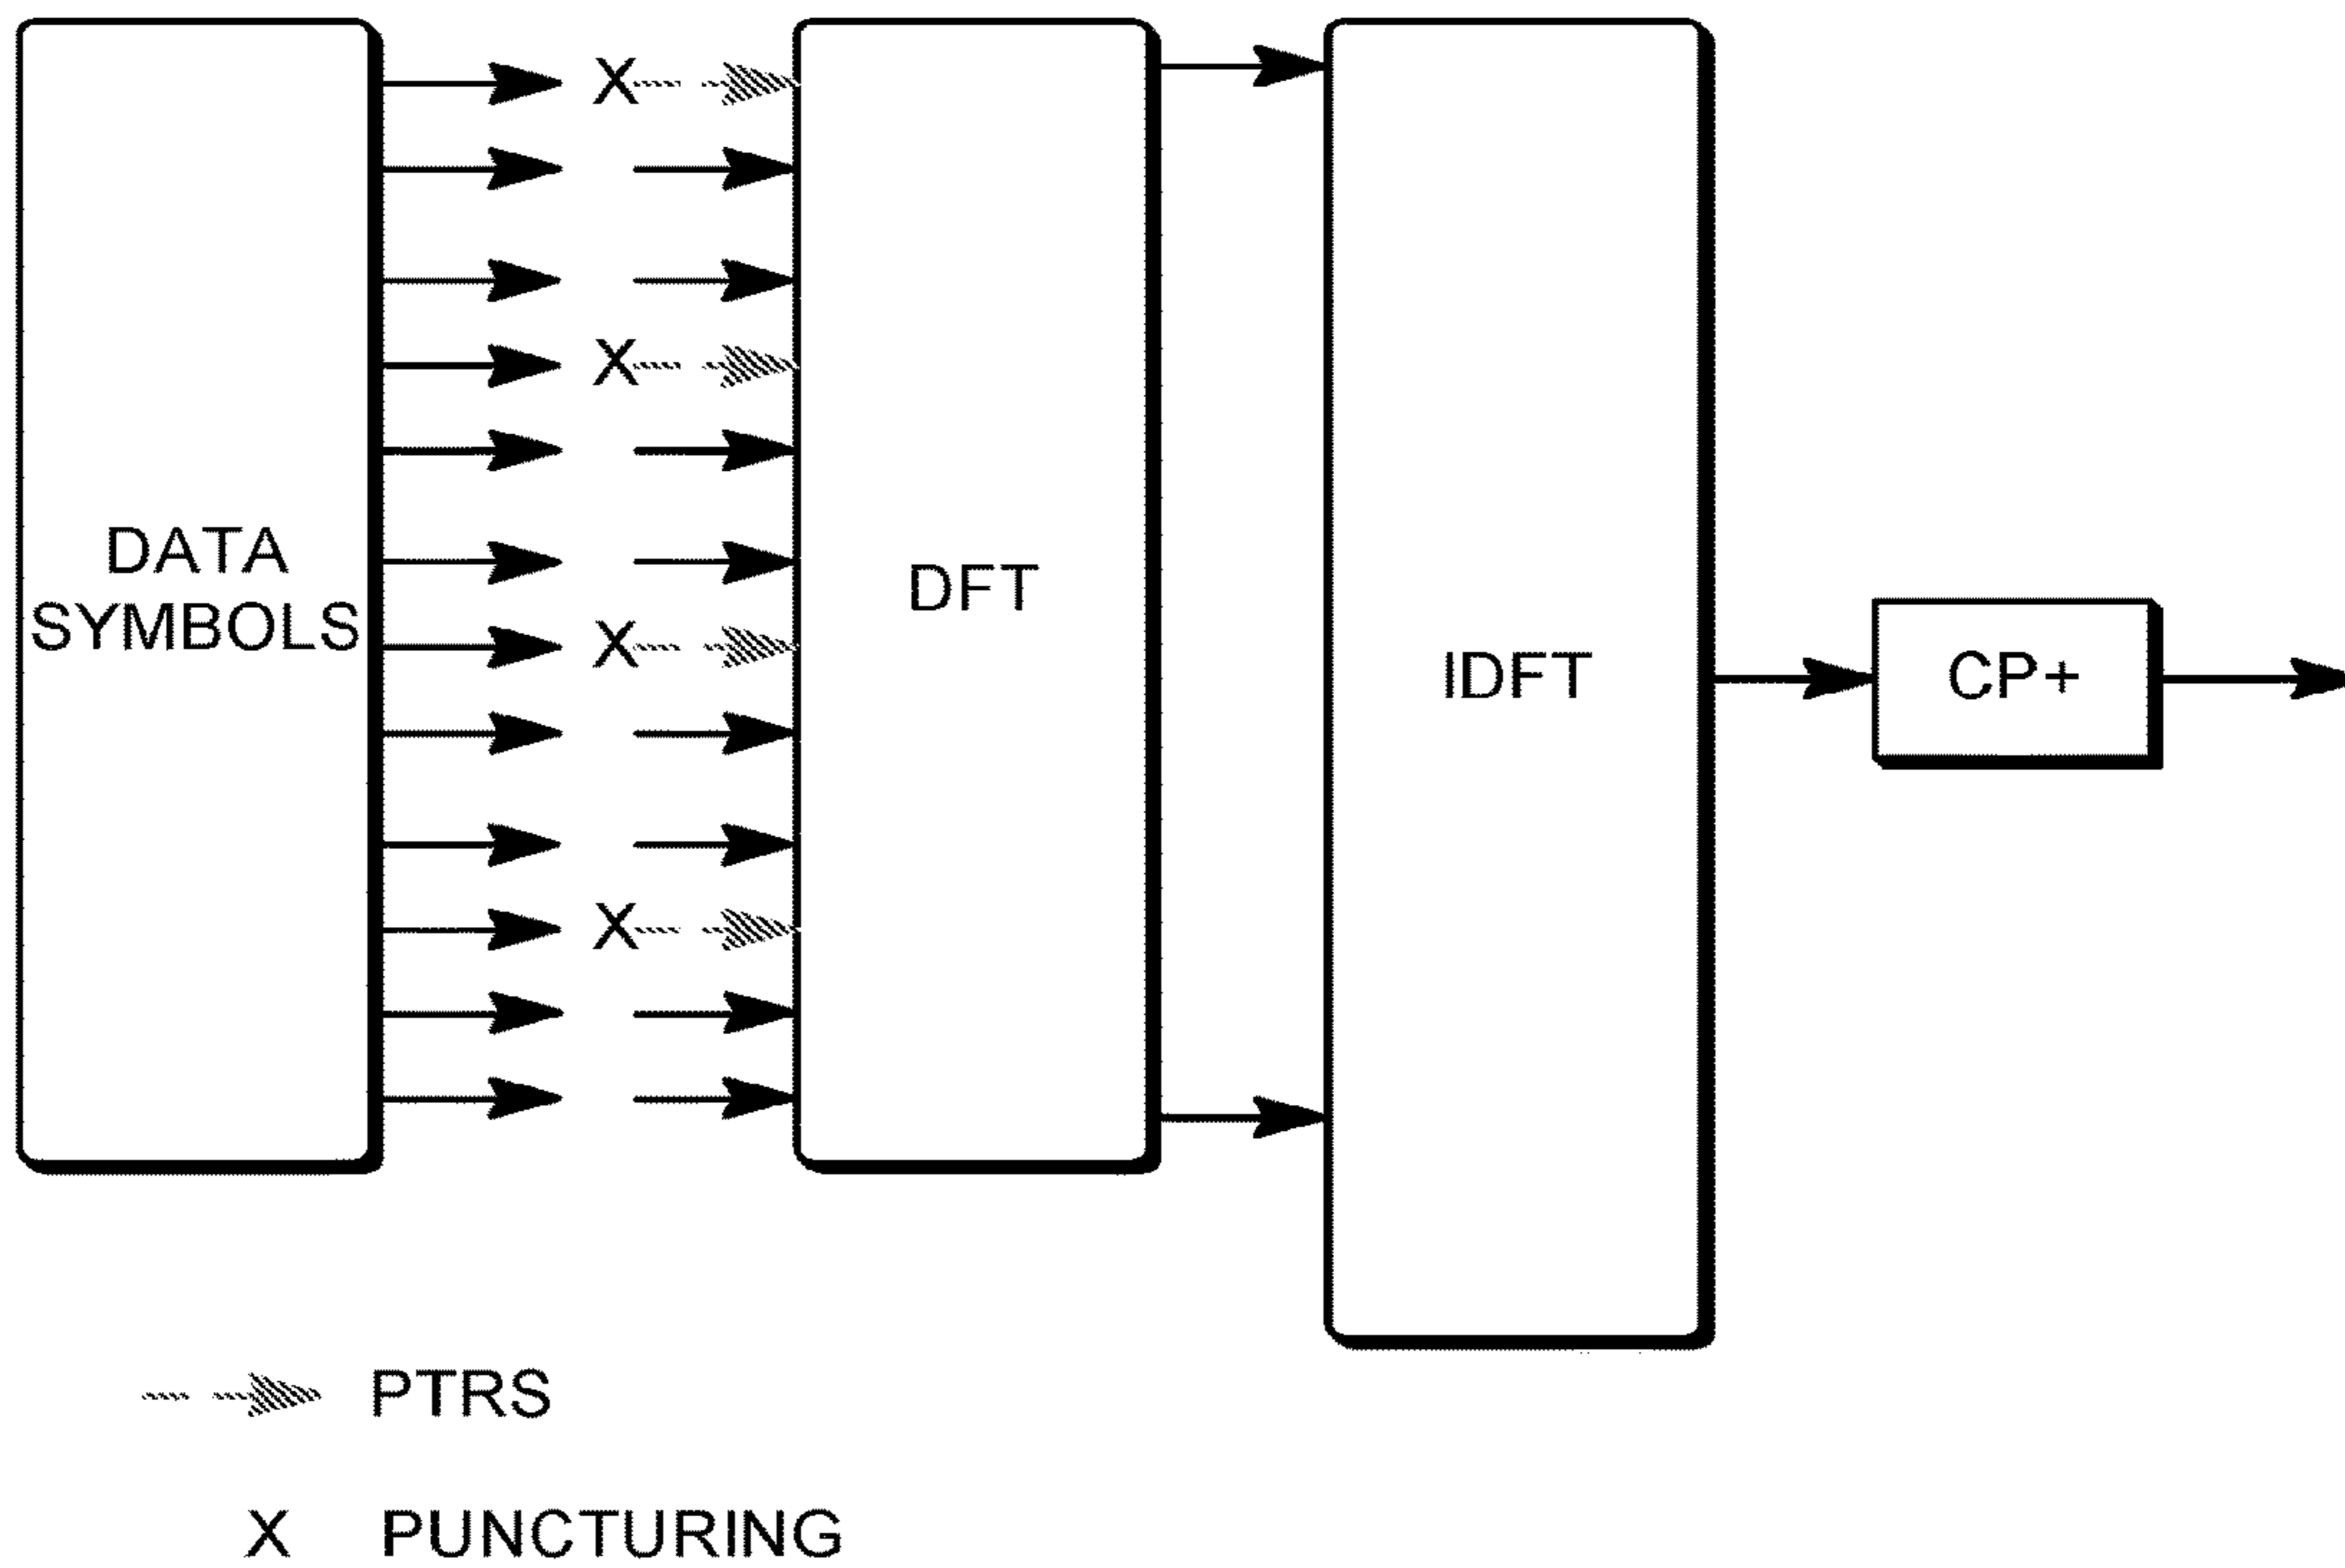 X
X
DATA
SYMBOLS
DFT
X
IDFT
CP+
X
PTRS
X PUNCTURING